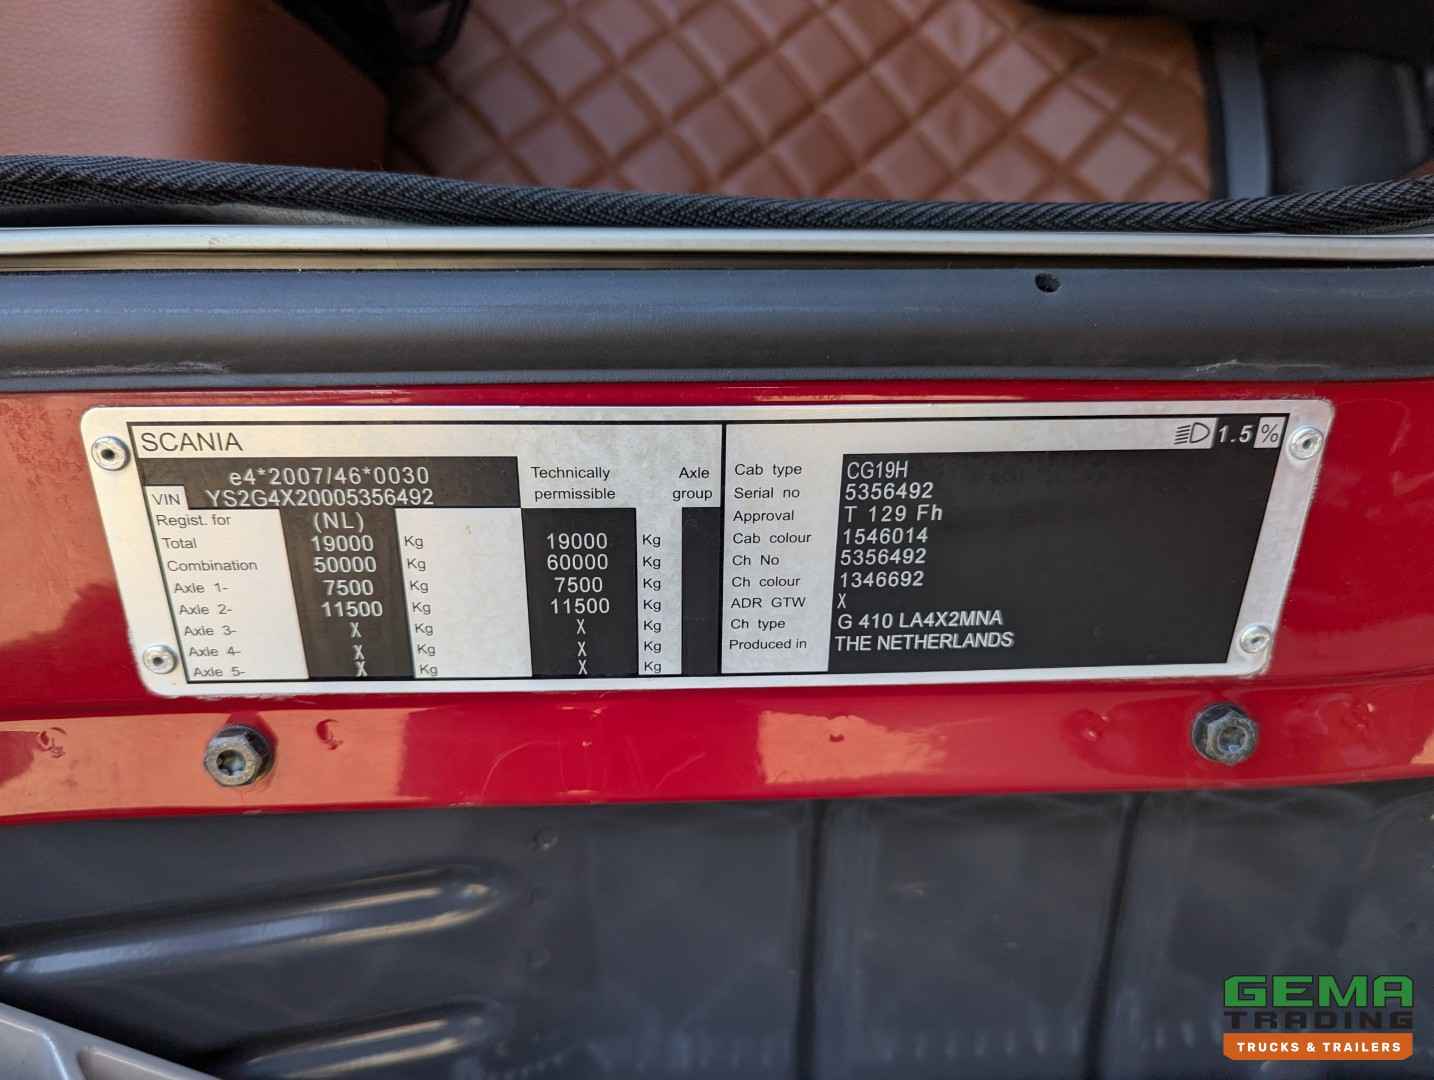 SCANIA
1.5 %
e4*2007/46*0030
VIN YS2G4X20005356492
Technically permissible
Axle group
Regist. for (NL)
Total 19000 Kg 19000 Kg
Combination 50000 Kg 60000 Kg
Axle 1- 7500 Kg 7500 Kg
Axle 2- 11500 Kg 11500 Kg
Axle 3- X Kg X Kg
Axle 4- X Kg X Kg
Axle 5- X Kg X Kg
Cab type CG19H
Serial no 5356492
Approval T 129 Fh
Cab colour 1546014
Ch No 5356492
Ch colour 1346692
ADR GTW X
Ch type G 410 LA4X2MNA
Produced in THE NETHERLANDS
GEMA
TRADING
TRUCKS & TRAILERS